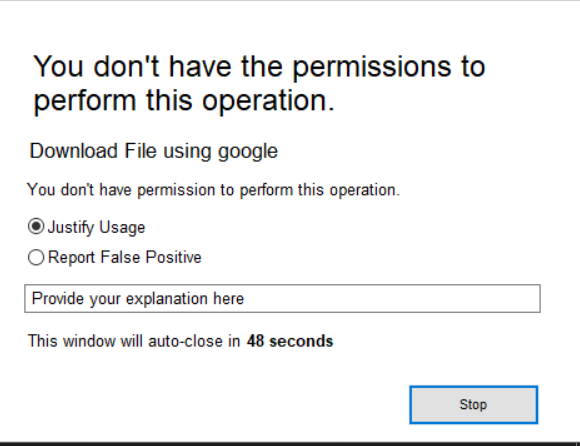 You don't have the permissions to
perform this operation.
Download File using google
You don't have permission to perform this operation.
Justify Usage
Report False Positive
Provide your explanation here
This window will auto-close in 48 seconds
Stop